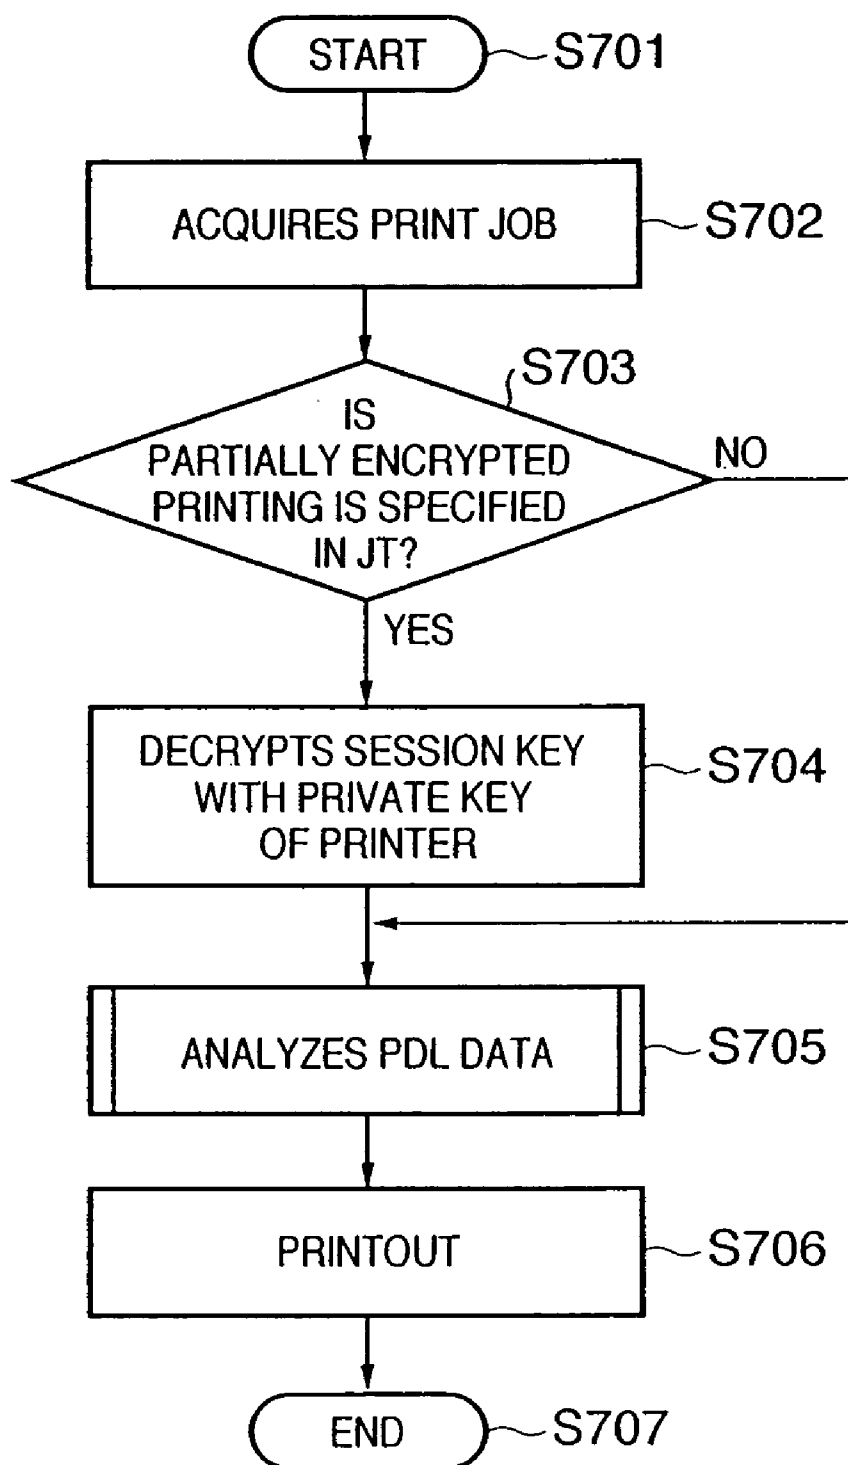 START
S701
ACQUIRES PRINT JOB
S702
S703
IS
PARTIALLY ENCRYPTED
PRINTING IS SPECIFIED
IN JT?
NO
YES
DECRYPTS SESSION KEY
WITH PRIVATE KEY
OF PRINTER
S704
ANALYZES PDL DATA
S705
PRINTOUT
S706
END
S707